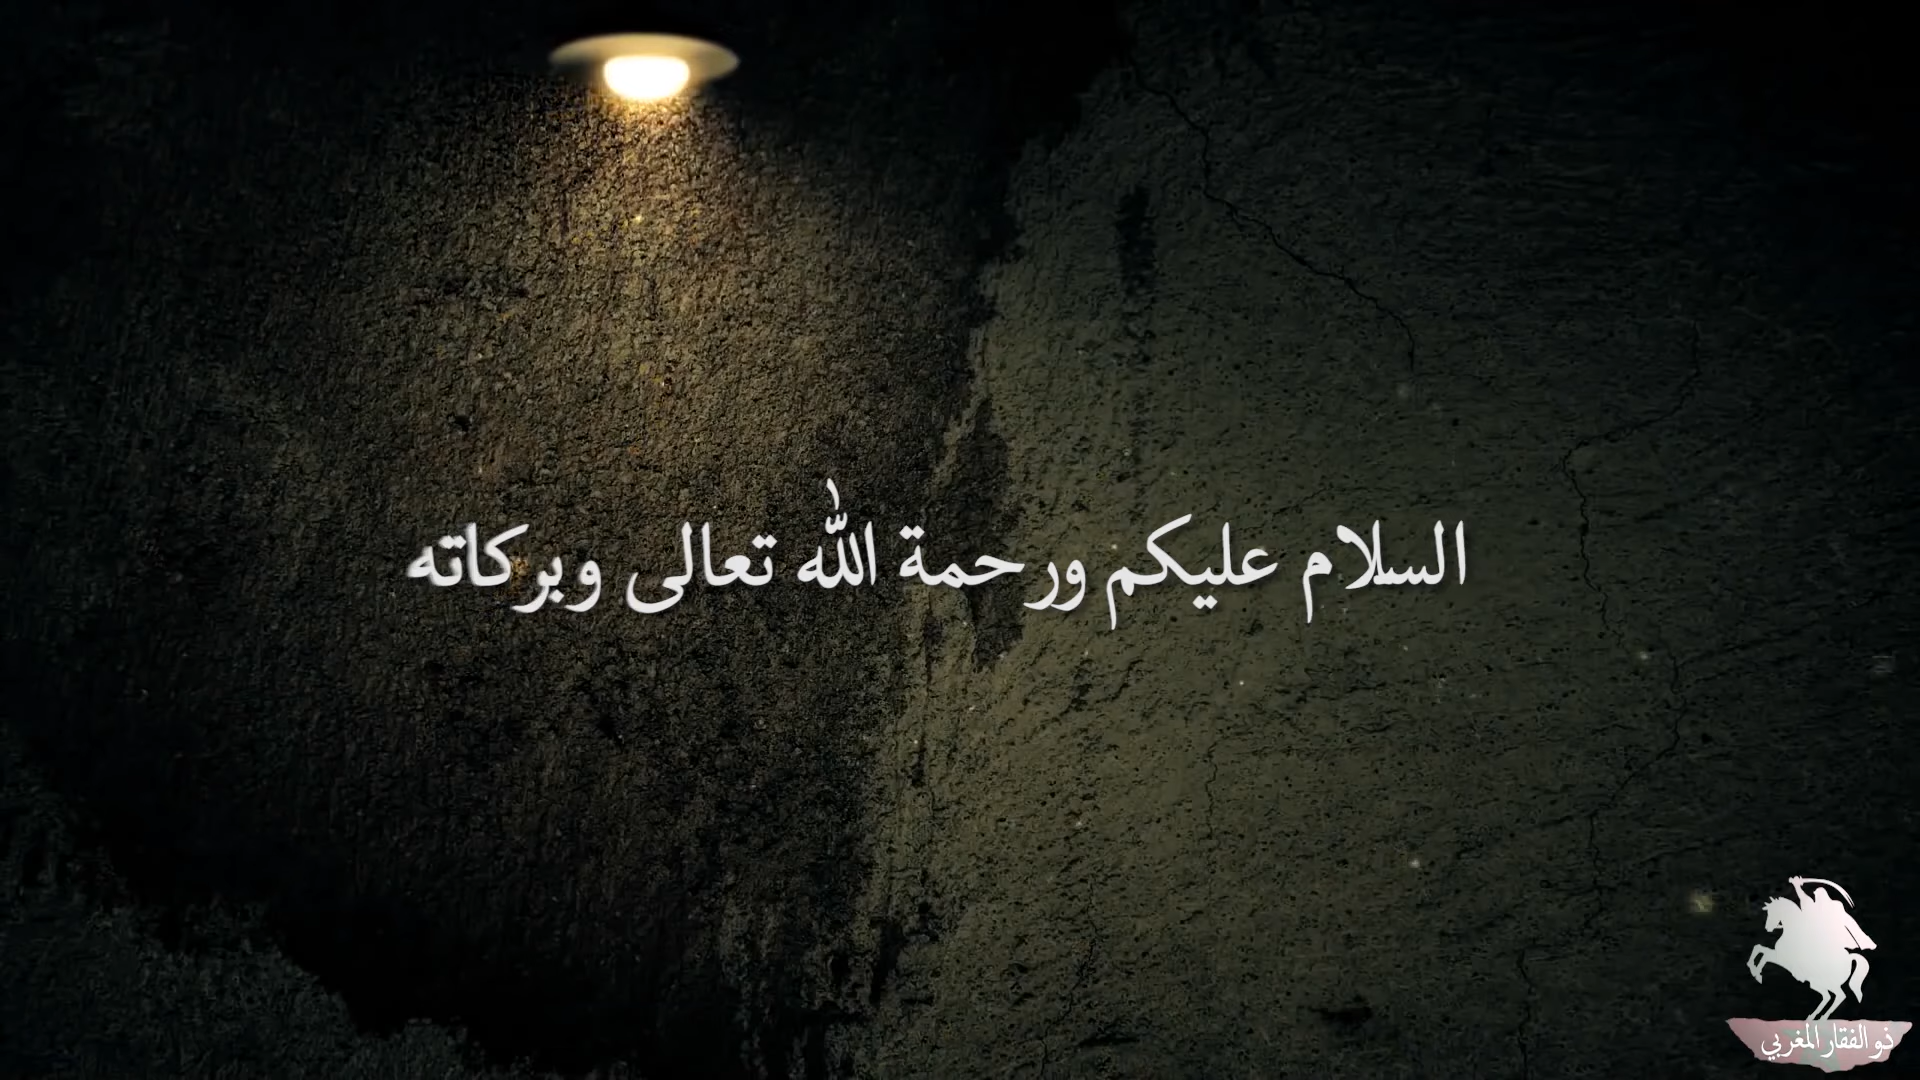 السلام عليكم ورحمة الله تعالى وبركاته
ذو الفقار المغربي